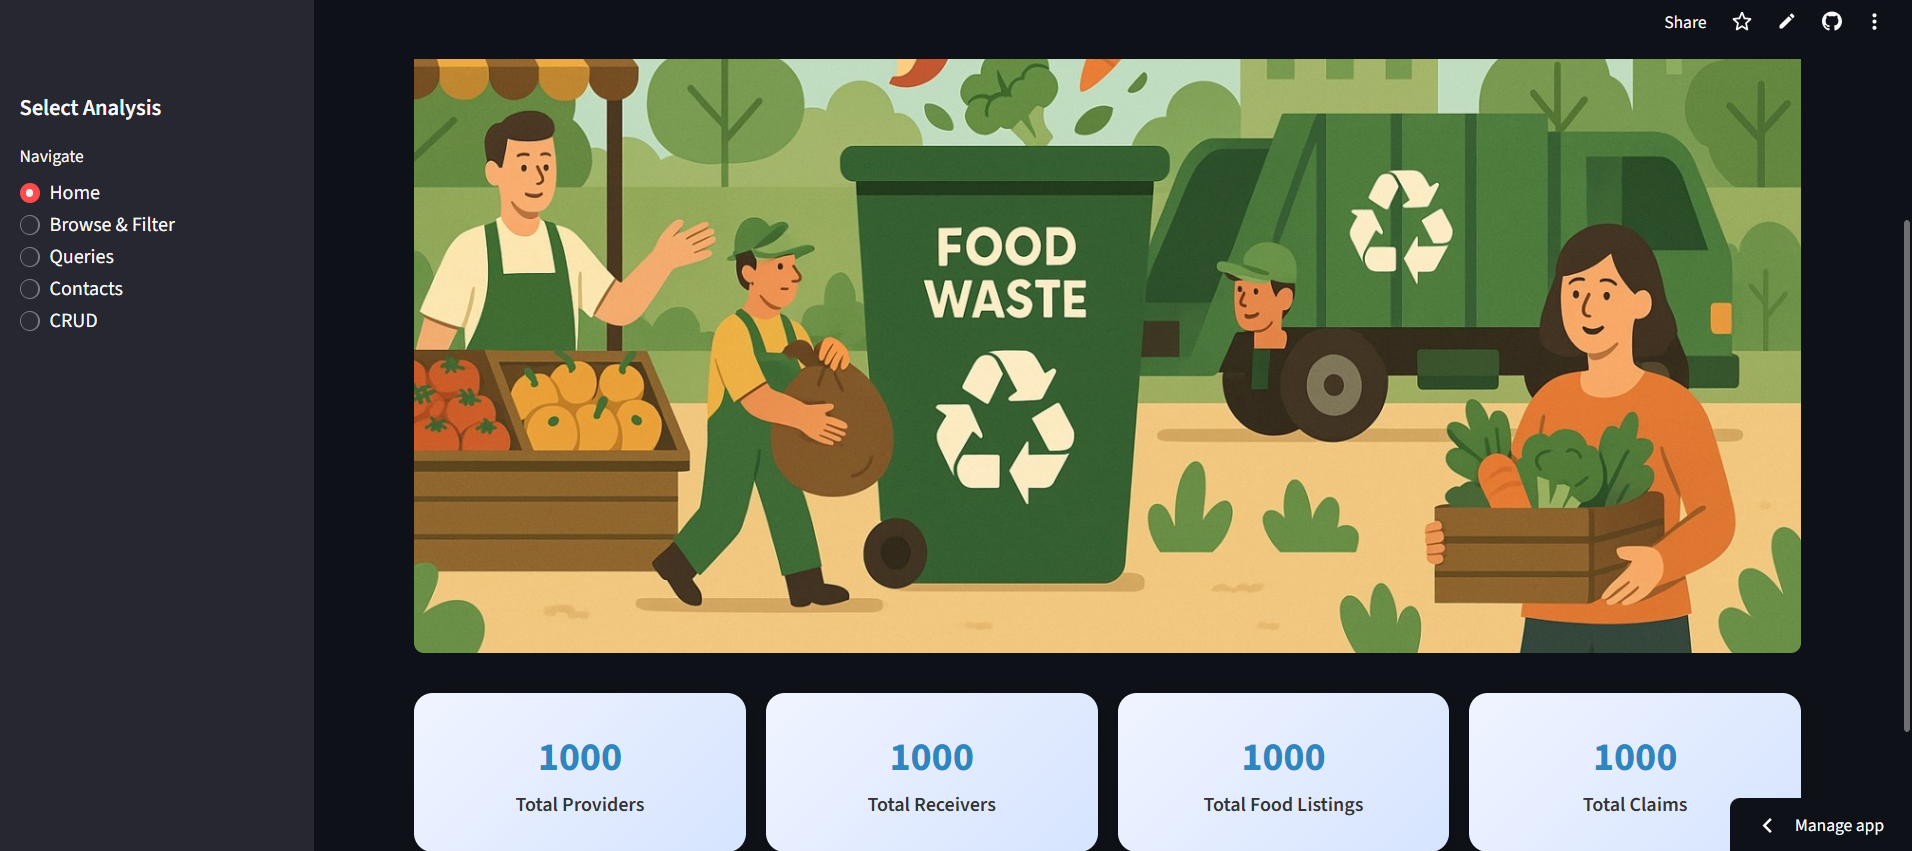 Share
Select Analysis
Navigate
Home
Browse & Filter
Queries
Contacts
CRUD
FOOD
WASTE
1000
Total Providers
1000
Total Receivers
1000
Total Food Listings
1000
Total Claims
Manage app